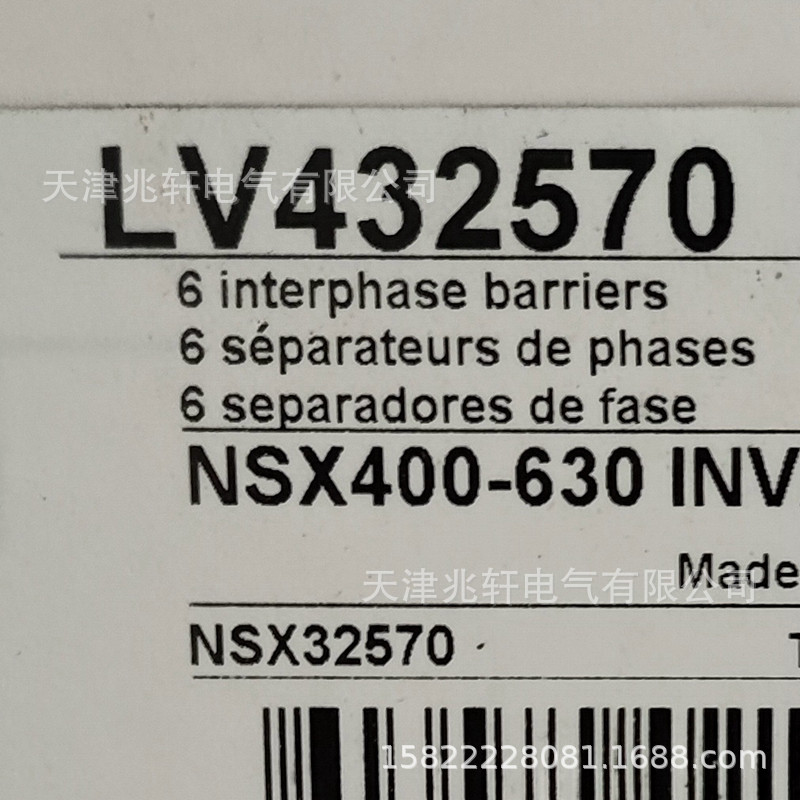 LV432570
天津兆轩电气有限公司
6 interphase barriers
6 séparateurs de phases
6 separadores de fase
NSX400-630 INV
Made
天津兆轩电气有限公司
NSX32570
15822228081.1688.com